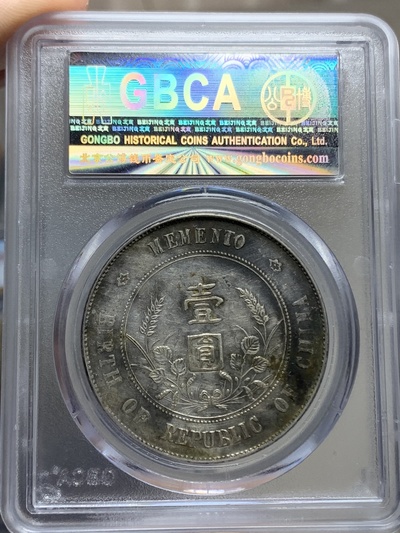 GBCA
GONGBO HISTORICAL COINS AUTHENTICATION Co., Ltd.
www.gongbocoins.com
MEMENTO
壹
圓
BIRTH OF REPUBLIC OF CHINA